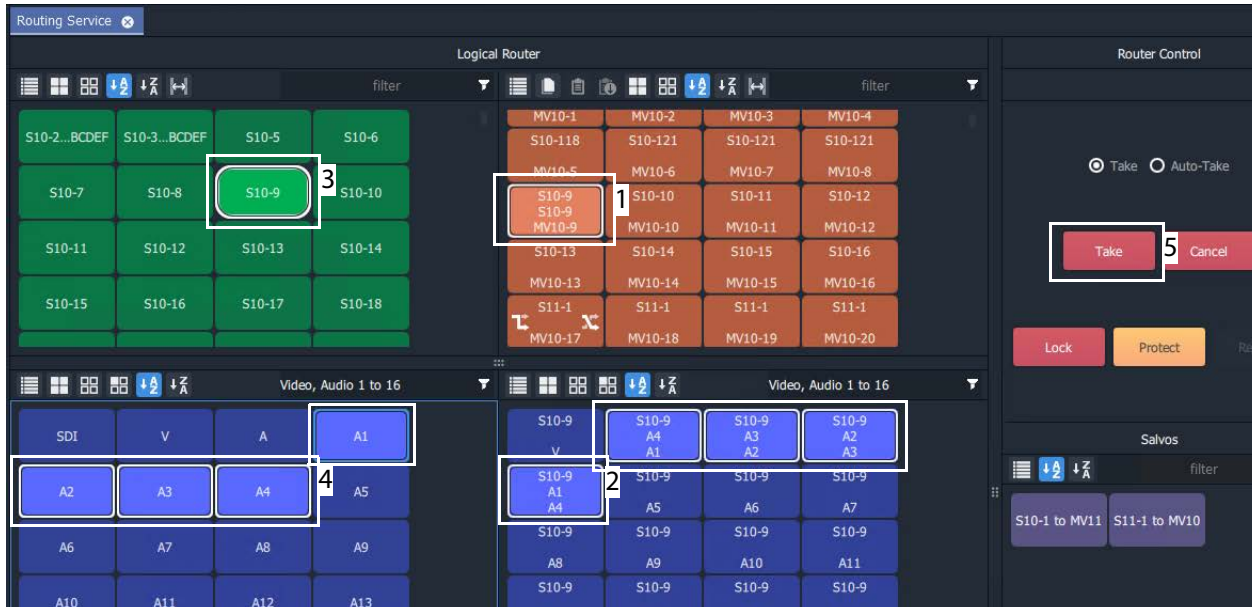 Routing Service
Logical Router
Router Control
filter
filter
S10-2...BCDEF S10-3...BCDEF S10-5 S10-6
S10-7 S10-8 S10-9 S10-10
3
S10-11 S10-12 S10-13 S10-14
S10-15 S10-16 S10-17 S10-18
MV10-1 MV10-2 MV10-3 MV10-4
S10-118 S10-121 S10-121 S10-121
MV10-5 MV10-6 MV10-7 MV10-8
S10-9 S10-10 S10-11 S10-12
S10-9
MV10-9 MV10-10 MV10-11 MV10-12
1
S10-13 S10-14 S10-15 S10-16
MV10-13 MV10-14 MV10-15 MV10-16
S11-1 S11-1 S11-1 S11-1
MV10-17 MV10-18 MV10-19 MV10-20
Take Auto-Take
Take 5 Cancel
Lock Protect Re
Video, Audio 1 to 16
SDI V A A1
A2 A3 A4 A5
4
A6 A7 A8 A9
A10 A11 A12 A13
Video, Audio 1 to 16
S10-9 S10-9 S10-9 S10-9
A4 A3 A2
V A1 A2 A3
S10-9 S10-9 S10-9 S10-9
A1
A4 A5 A6 A7
2
S10-9 S10-9 S10-9 S10-9
A8 A9 A10 A11
S10-9 S10-9 S10-9 S10-9
Salvos
filter
S10-1 to MV11 S11-1 to MV10